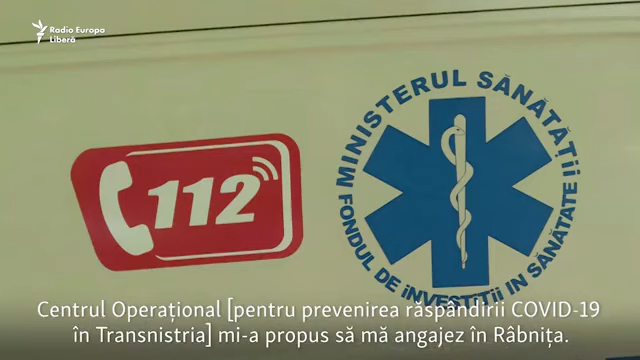 Radio Europa
Liberă
112
MINISTERUL SĂNĂTĂȚII
FONDUL DE INVESTIȚII IN SĂNĂTATE
Centrul Operațional [pentru prevenirea răspândirii COVID-19
în Transnistria] mi-a propus să mă angajez în Râbnița.